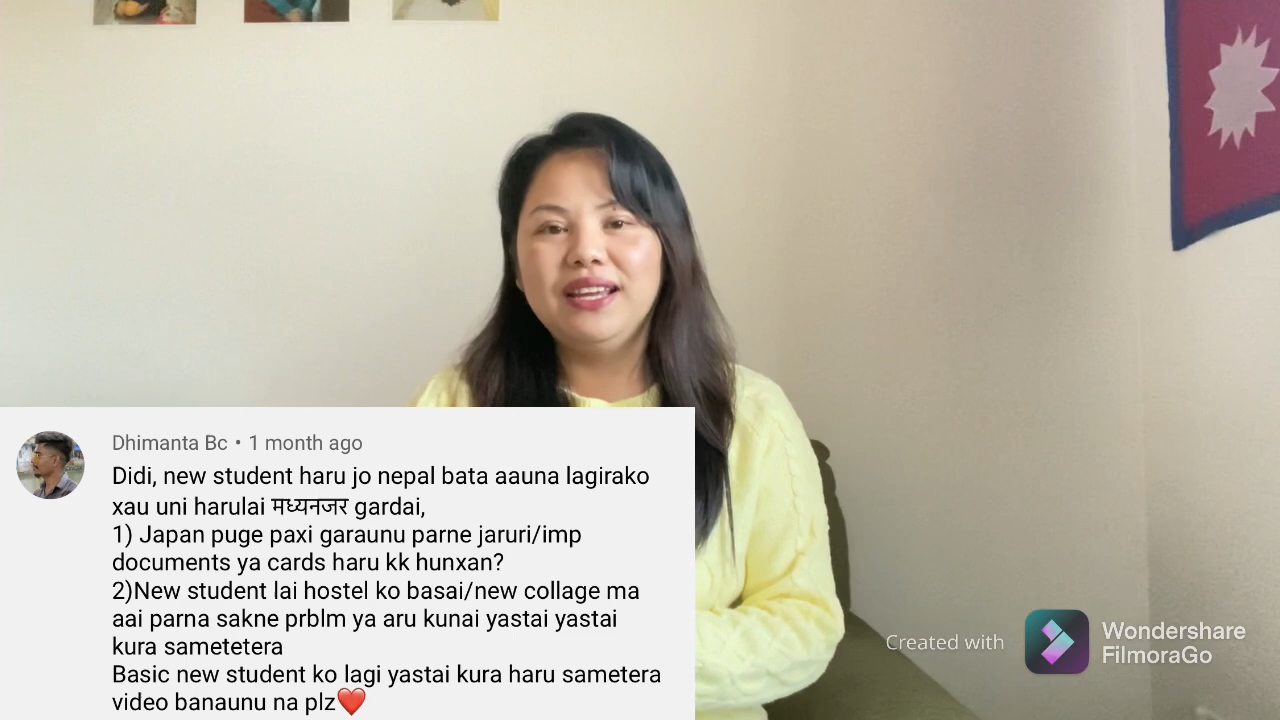 Dhimanta Bc • 1 month ago
Didi, new student haru jo nepal bata aauna lagirako
xau uni harulai मध्यनजर gardai,
1) Japan puge paxi garaunu parne jaruri/imp
documents ya cards haru kk hunxan?
2)New student lai hostel ko basai/new collage ma
aai parna sakne prblm ya aru kunai yastai yastai
kura sametetera
Basic new student ko lagi yastai kura haru sametera
video banaunu na plz❤️
Created with
Wondershare
FilmoraGo